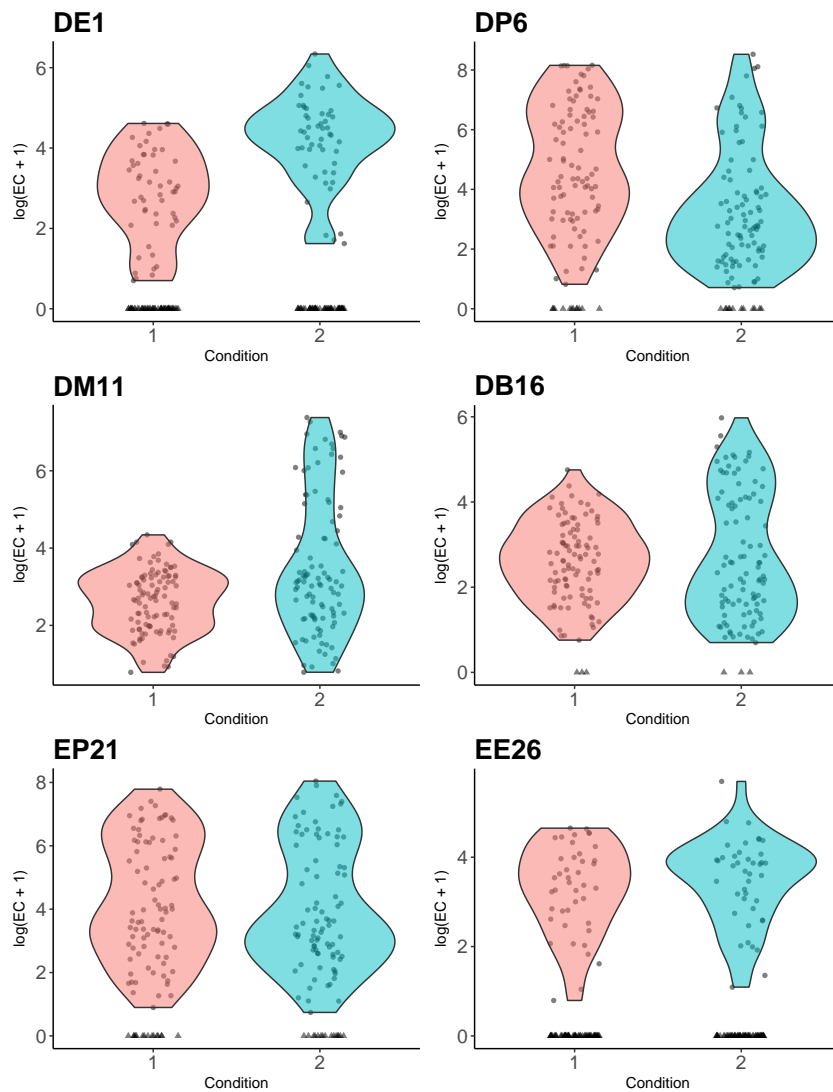 DE1 DP6
log(EC + 1) log(EC + 1)
6
4
2
0
8
6
4
2
0
1 2 1 2
Condition Condition
DM11 DB16
log(EC + 1) log(EC + 1)
6
4
2
6
4
2
0
1 2 1 2
Condition Condition
EP21 EE26
log(EC + 1) log(EC + 1)
8
6
4
2
0
4
2
0
1 2 1 2
Condition Condition